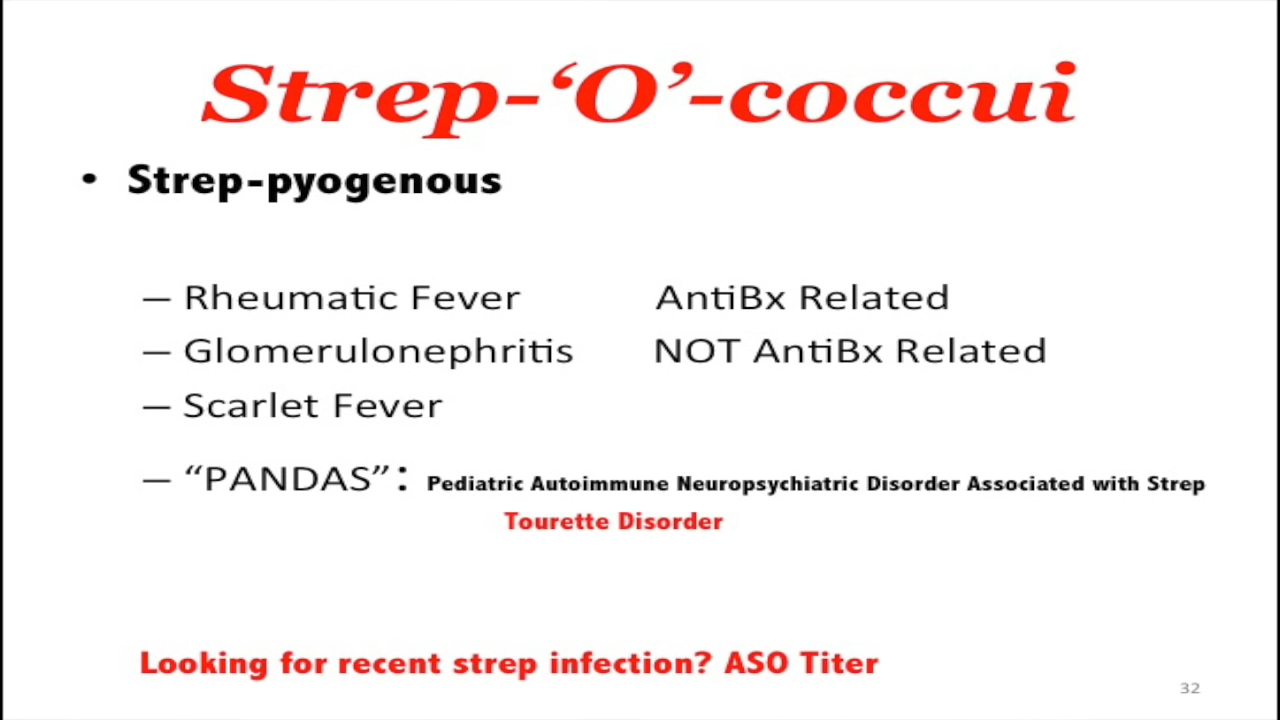 Strep-‘O’-coccui
• Strep-pyogenous
– Rheumatic Fever AntiBx Related
– Glomerulonephritis NOT AntiBx Related
– Scarlet Fever
– “PANDAS”: Pediatric Autoimmune Neuropsychiatric Disorder Associated with Strep
Tourette Disorder
Looking for recent strep infection? ASO Titer
32